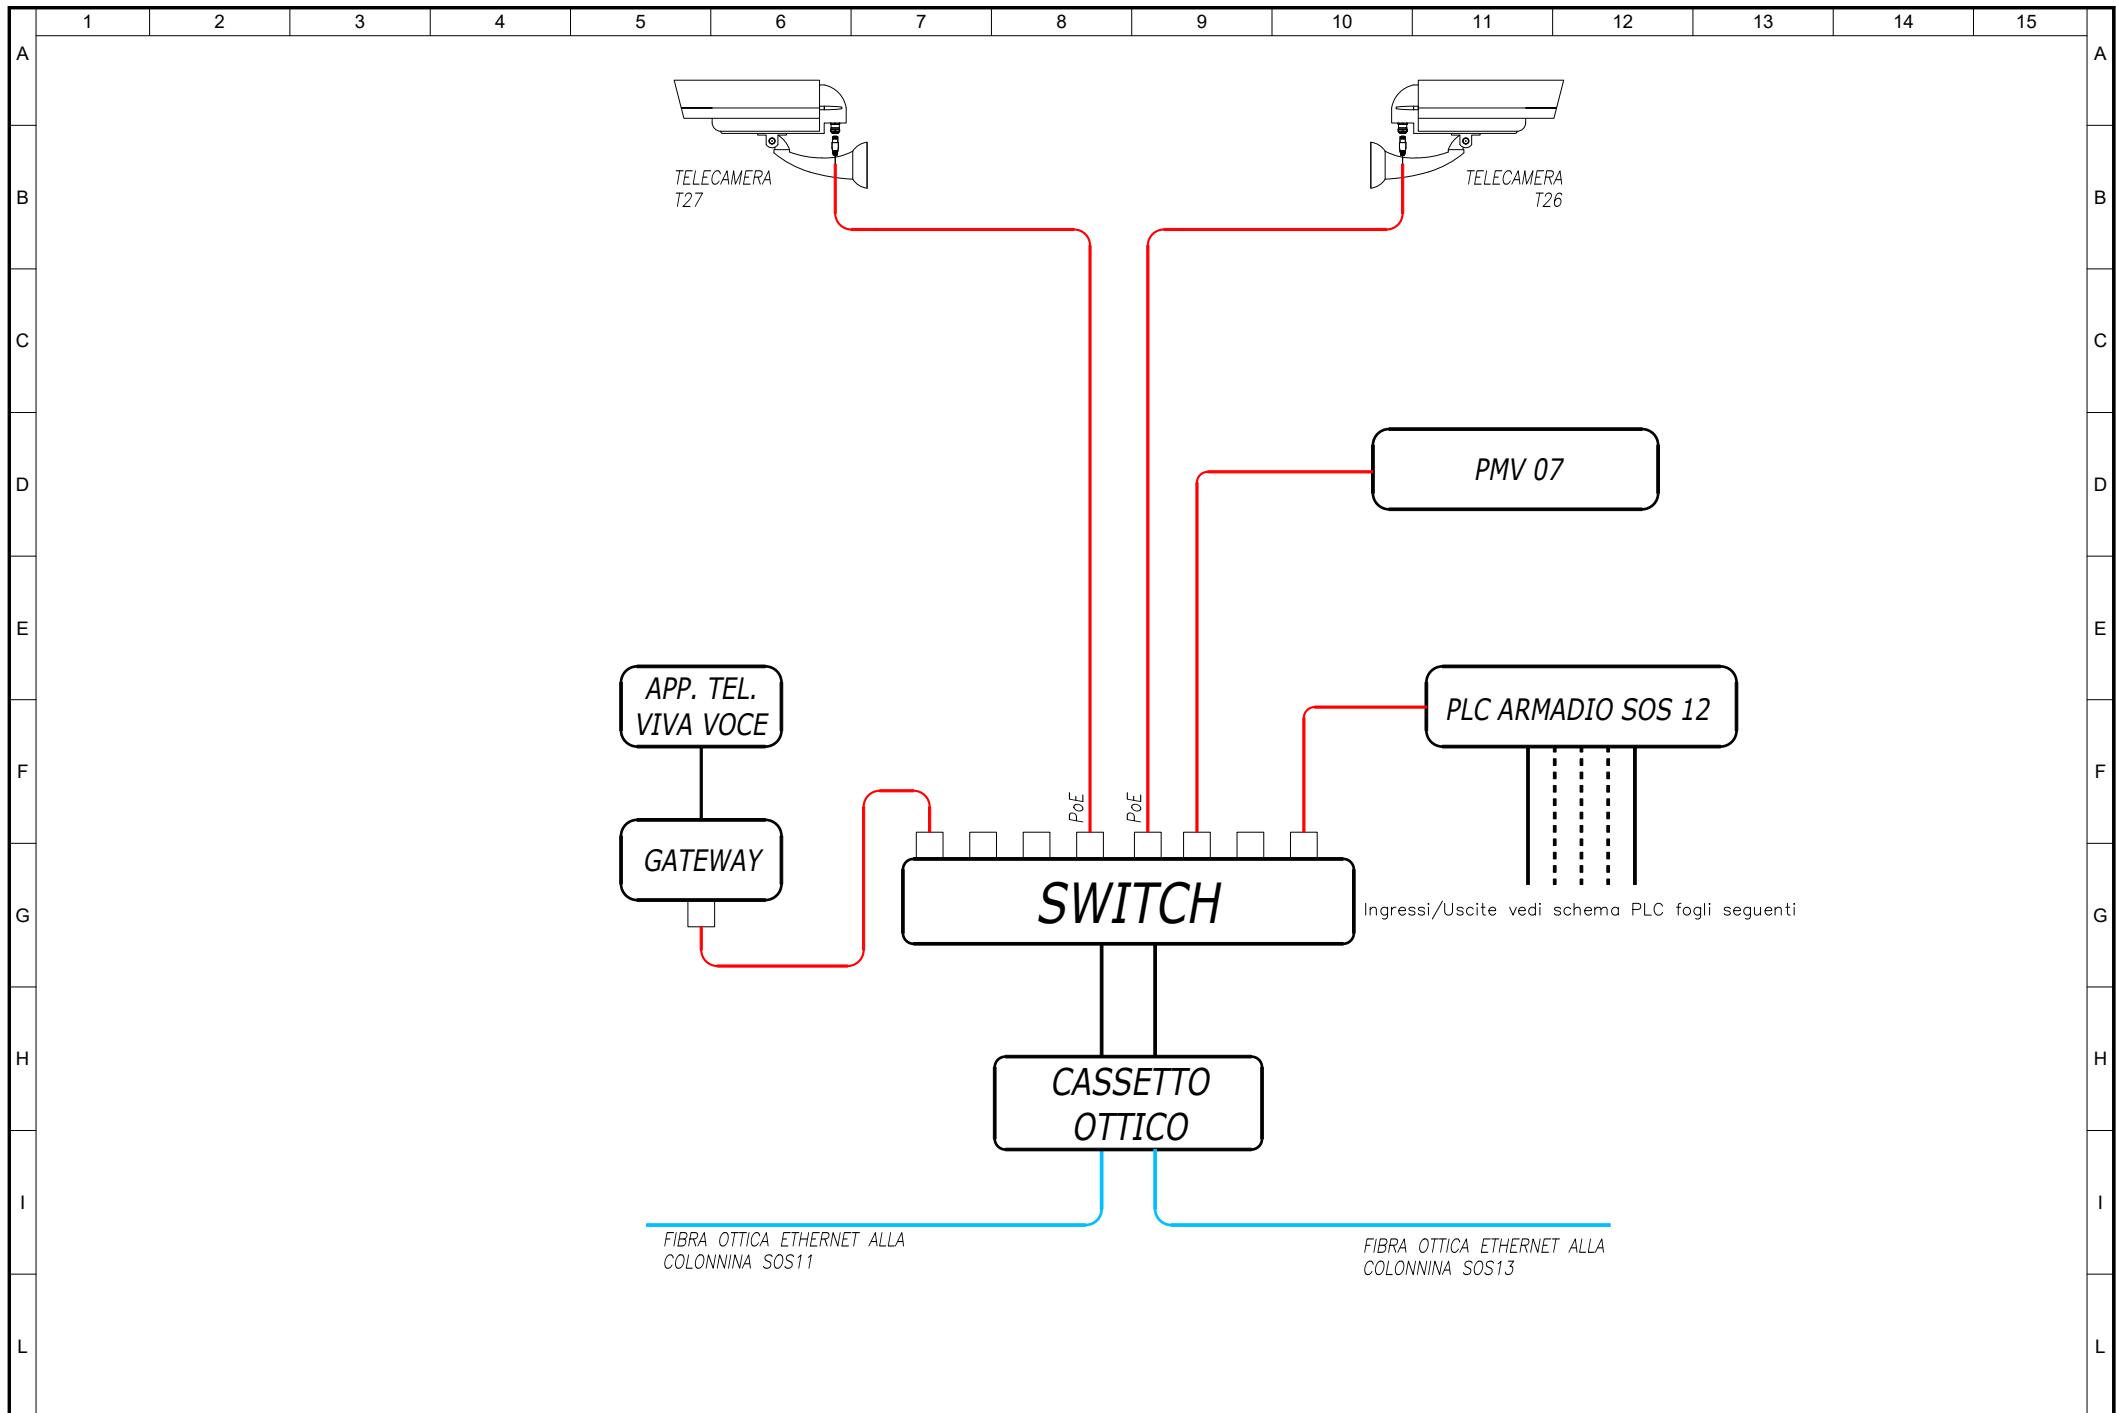 1 2 3 4 5 6 7 8 9 10 11 12 13 14 15
A A
TELECAMERA
T27
TELECAMERA
T26
B B
C C
PMV 07
D D
E E
APP. TEL.
VIVA VOCE
PLC ARMADIO SOS 12
F F
PoE PoE
GATEWAY
SWITCH
Ingressi/Uscite vedi schema PLC fogli seguenti
G G
H H
CASSETTO
OTTICO
I I
FIBRA OTTICA ETHERNET ALLA
COLONNINA SOS11
FIBRA OTTICA ETHERNET ALLA
COLONNINA SOS13
L L